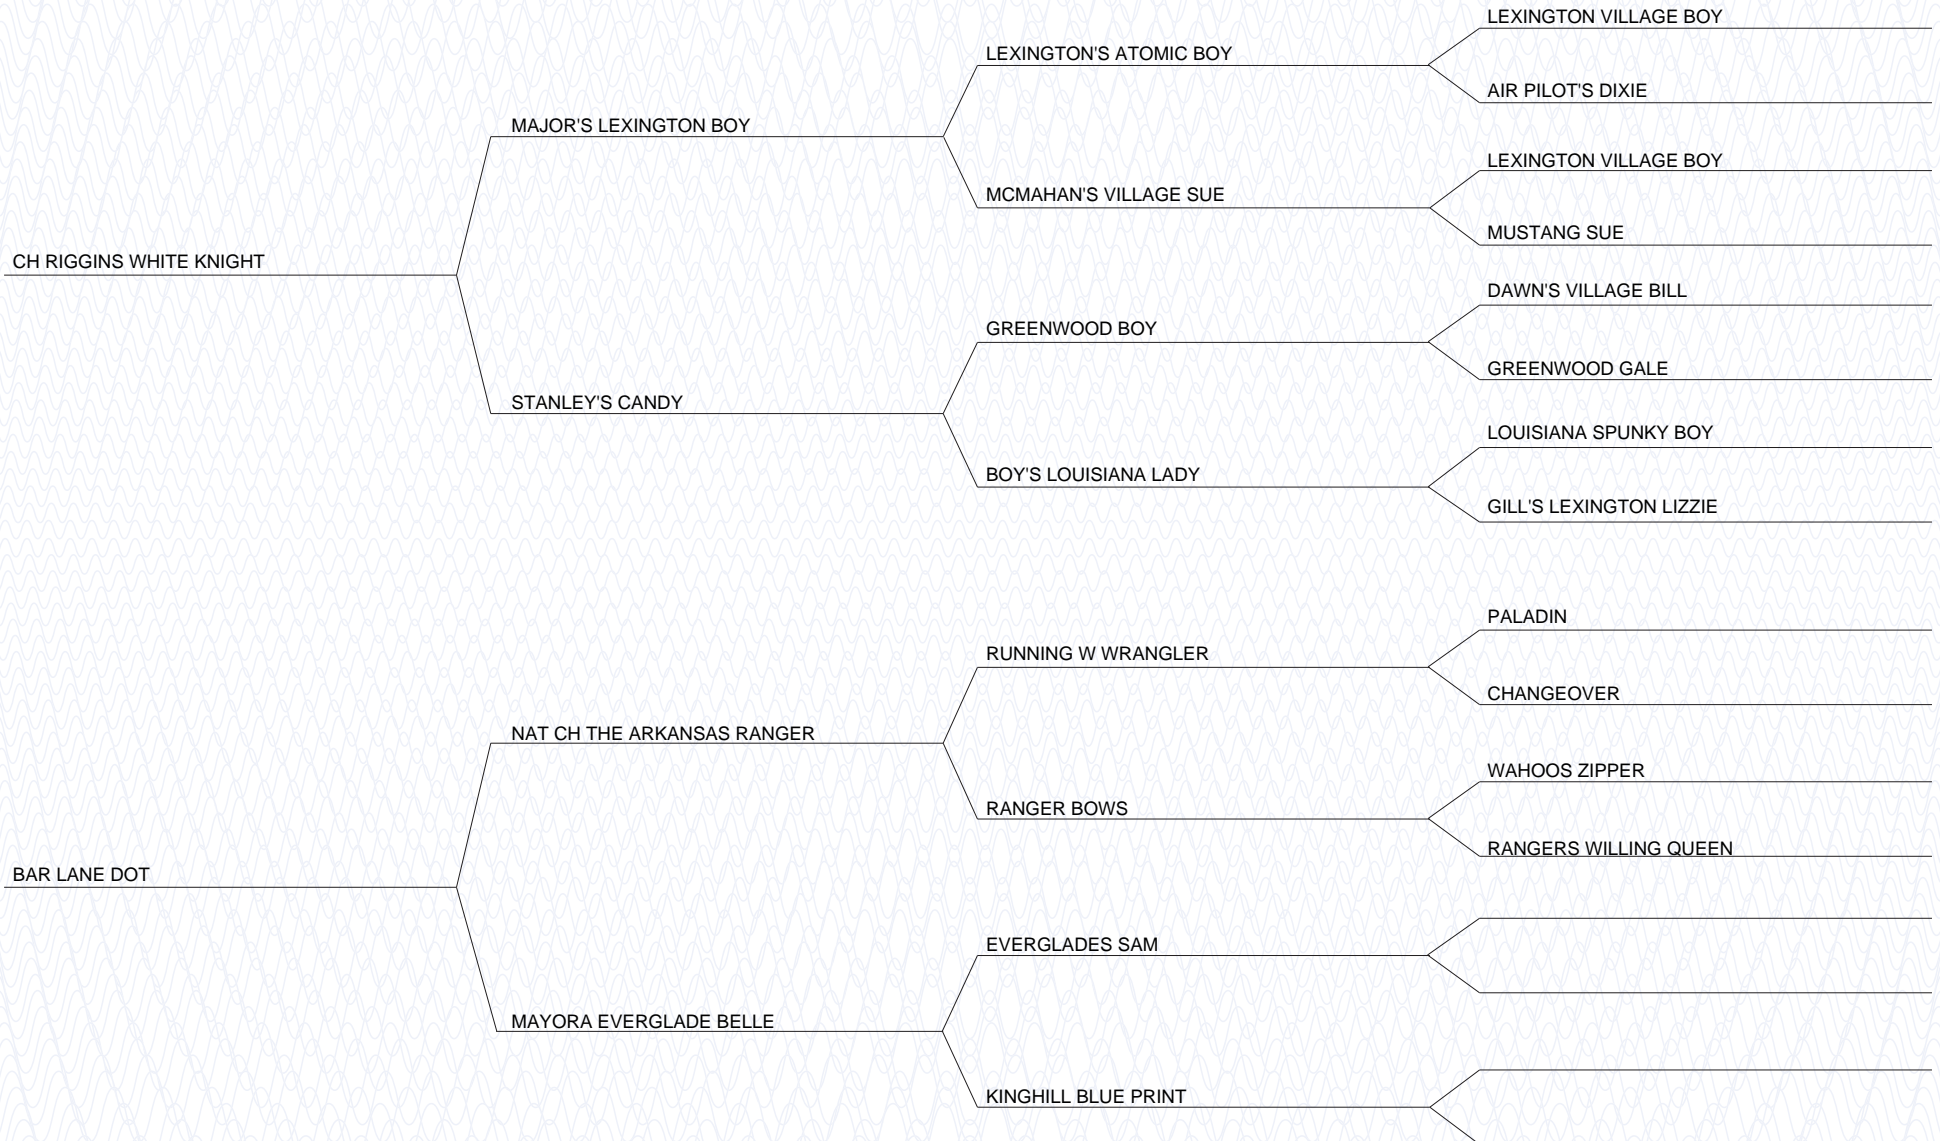 LEXINGTON VILLAGE BOY
LEXINGTON'S ATOMIC BOY
AIR PILOT'S DIXIE
MAJOR'S LEXINGTON BOY
LEXINGTON VILLAGE BOY
MCMAHAN'S VILLAGE SUE
MUSTANG SUE
CH RIGGINS WHITE KNIGHT
DAWN'S VILLAGE BILL
GREENWOOD BOY
GREENWOOD GALE
STANLEY'S CANDY
LOUISIANA SPUNKY BOY
BOY'S LOUISIANA LADY
GILL'S LEXINGTON LIZZIE
PALADIN
RUNNING W WRANGLER
CHANGEOVER
NAT CH THE ARKANSAS RANGER
WAHOOS ZIPPER
RANGER BOWS
RANGERS WILLING QUEEN
BAR LANE DOT
EVERGLADES SAM
MAYORA EVERGLADE BELLE
KINGHILL BLUE PRINT